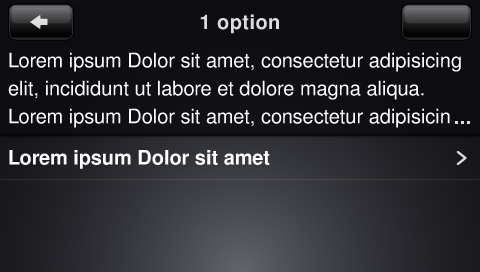 1 option
Lorem ipsum Dolor sit amet, consectetur adipisicing
elit, incididunt ut labore et dolore magna aliqua.
Lorem ipsum Dolor sit amet, consectetur adipisicin...
Lorem ipsum Dolor sit amet